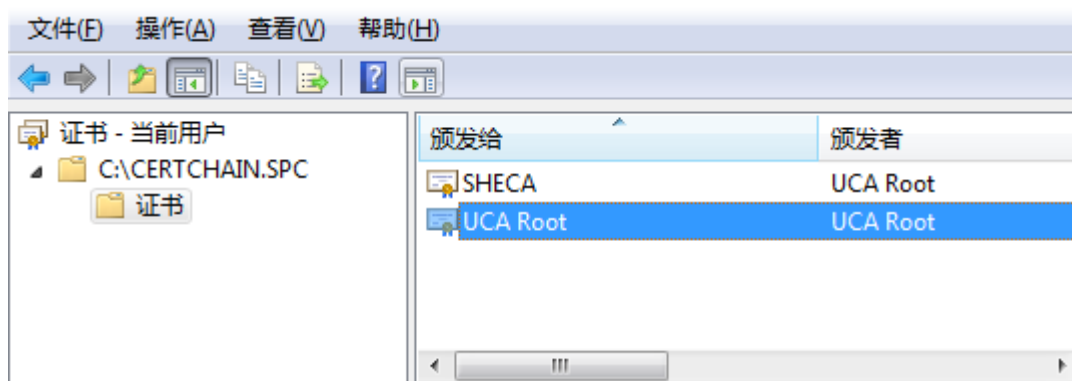 文件(F) 操作(A) 查看(V) 帮助(H)
证书 - 当前用户
C:\CERTCHAIN.SPC
证书
颁发给 颁发者
SHECA UCA Root
UCA Root UCA Root